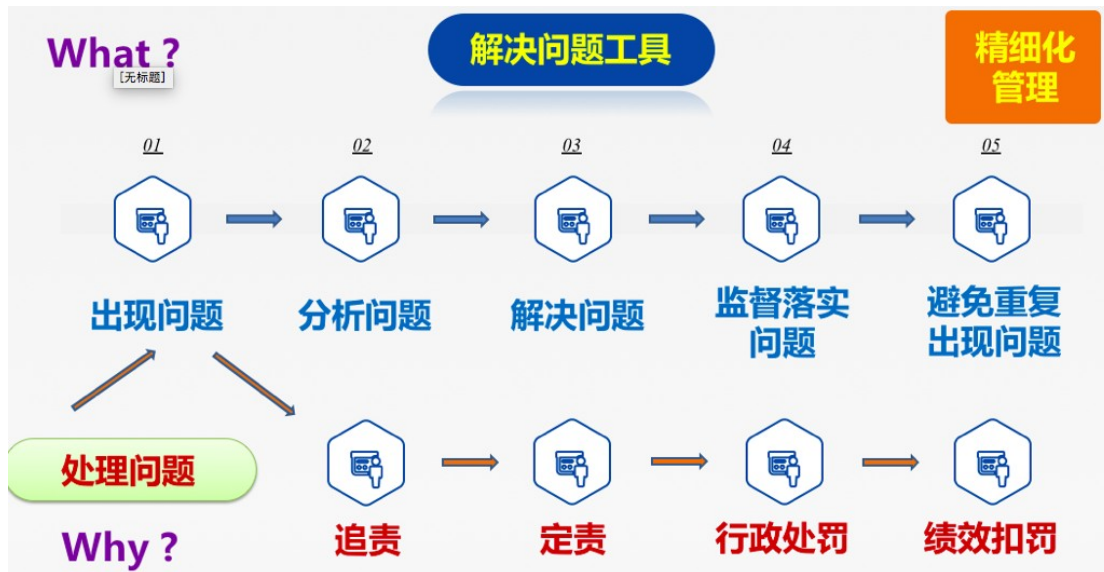 What ?
[无标题]
解决问题工具
精细化
管理
01
02
03
04
05
出现问题
分析问题
解决问题
监督落实
问题
避免重复
出现问题
处理问题
Why ?
追责
定责
行政处罚
绩效扣罚